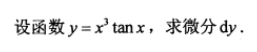 设函数 y = x³ tan x，求微分 dy．